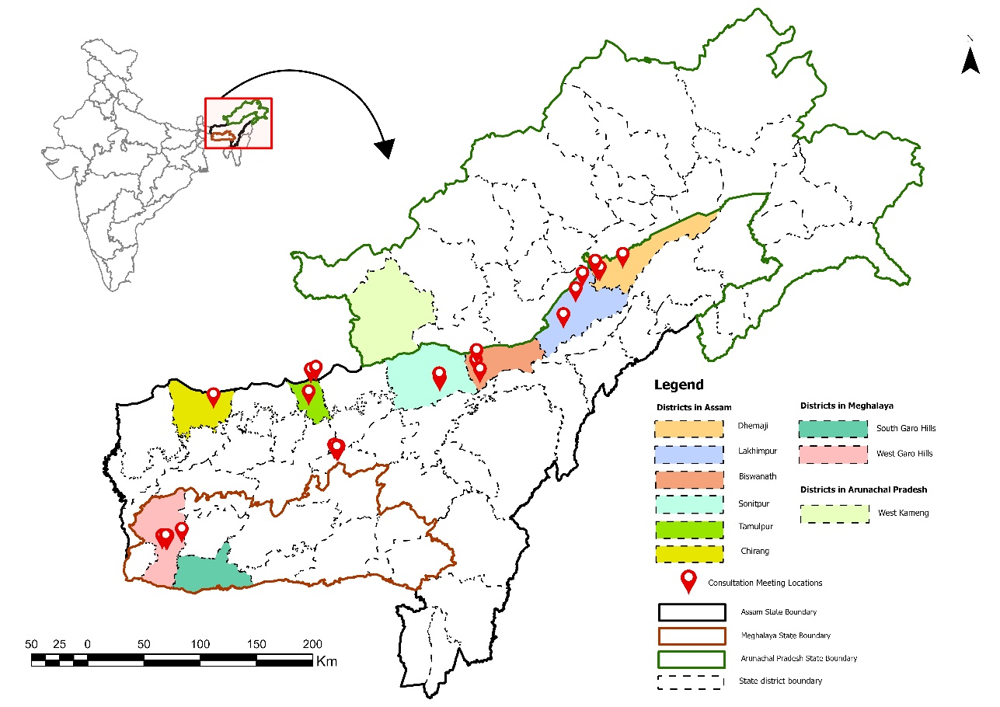 N
Legend
Districts in Assam
Dhemaji
Lakhimpur
Biswanath
Sonitpur
Tamulpur
Chirang
Districts in Meghalaya
South Garo Hills
West Garo Hills
Districts in Arunachal Pradesh
West Kameng
Consultation Meeting Locations
Assam State Boundary
Meghalaya State Boundary
Arunachal Pradesh State Boundary
State district boundary
50 25 0 50 100 150 200
Km